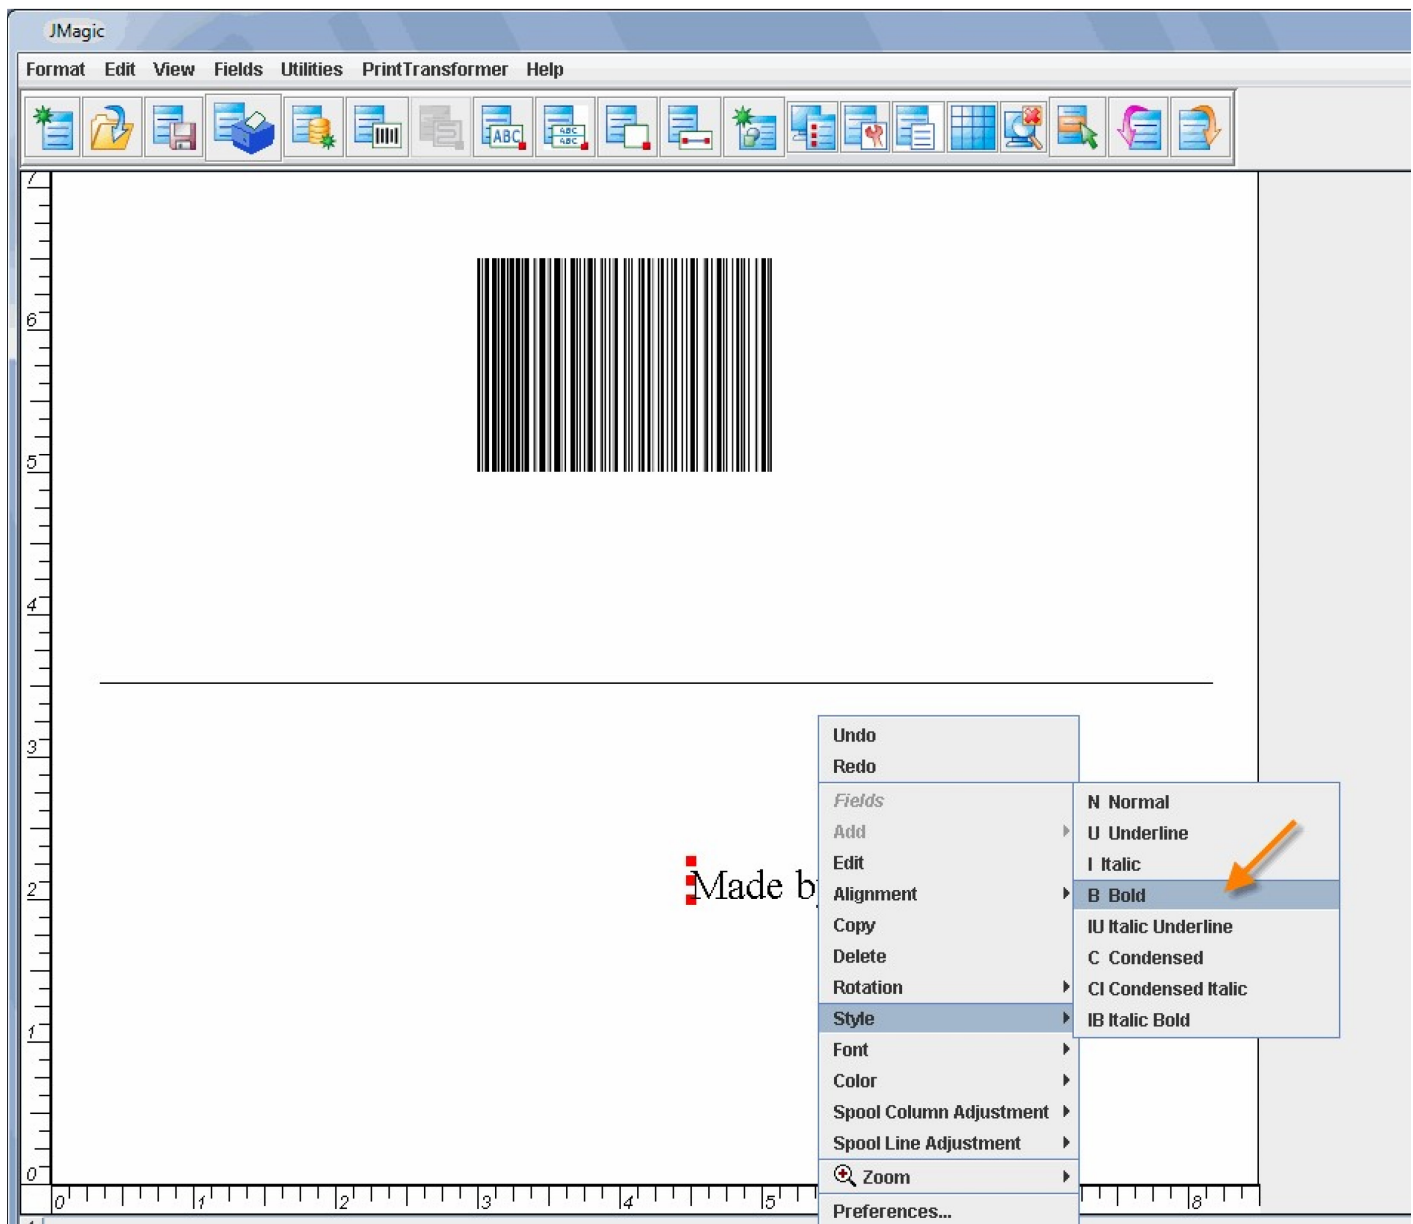 JMagic
Format Edit View Fields Utilities PrintTransformer Help
ABC
ABC
ABC
7
6
5
4
3
2
1
0
Made b
Undo
Redo
Fields
Add
Edit
Alignment
Copy
Delete
Rotation
Style
Font
Color
Spool Column Adjustment
Spool Line Adjustment
Zoom
Preferences...
N Normal
U Underline
I Italic
B Bold
IU Italic Underline
C Condensed
CI Condensed Italic
IB Italic Bold
0 1 2 3 4 5 8